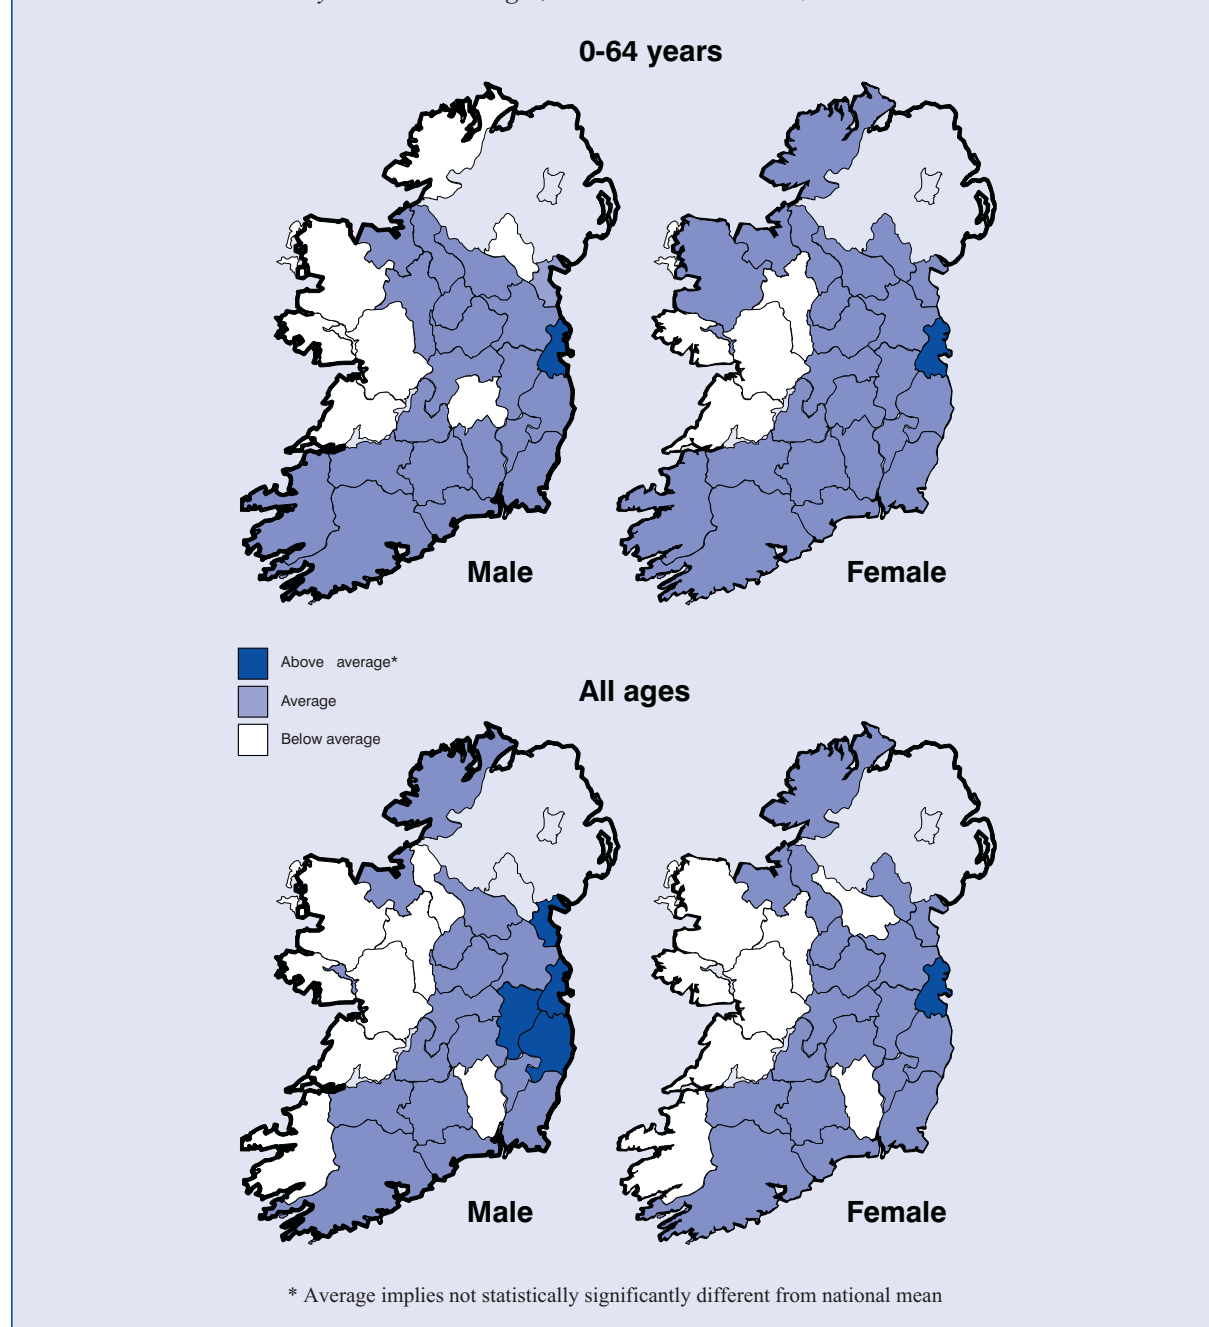 0-64 years
Male
Female
Above average*
Average
Below average
All ages
Male
Female
* Average implies not statistically significantly different from national mean